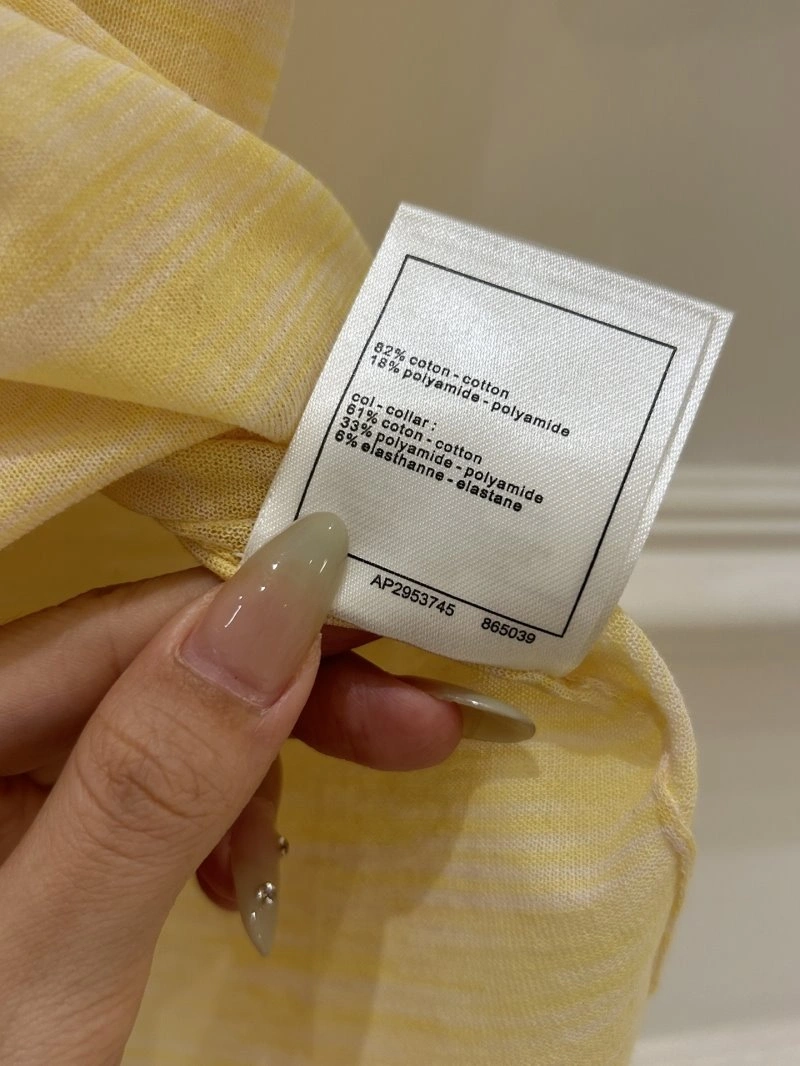 82% coton - cotton
18% polyamide - polyamide
col - collar :
61% coton - cotton
33% polyamide - polyamide
6% elasthanne - elastane
AP2953745 865039